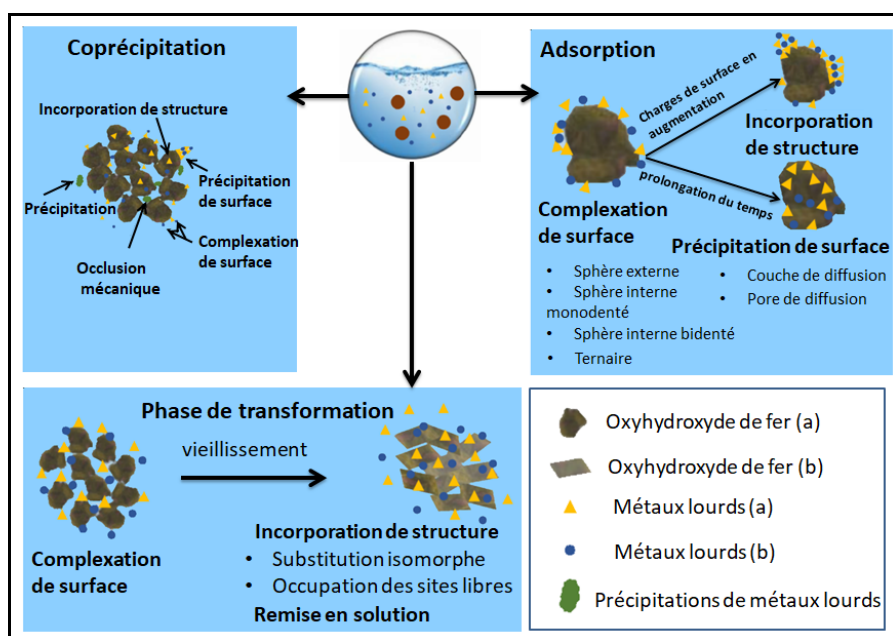 Coprécipitation
Incorporation de structure
Précipitation
de surface
Précipitation
Complexation
de surface
Occlusion
mécanique
Adsorption
Charges de surface en
augmentation
Incorporation
de structure
prolongation du temps
Complexation
de surface
Précipitation de surface
• Sphère externe
• Sphère interne
monodenté
• Sphère interne bidenté
• Ternaire
• Couche de diffusion
• Pore de diffusion
Phase de transformation
vieillissement
Complexation
de surface
Incorporation de structure
• Substitution isomorphe
• Occupation des sites libres
Remise en solution
Oxyhydroxyde de fer (a)
Oxyhydroxyde de fer (b)
Métaux lourds (a)
Métaux lourds (b)
Précipitations de métaux lourds